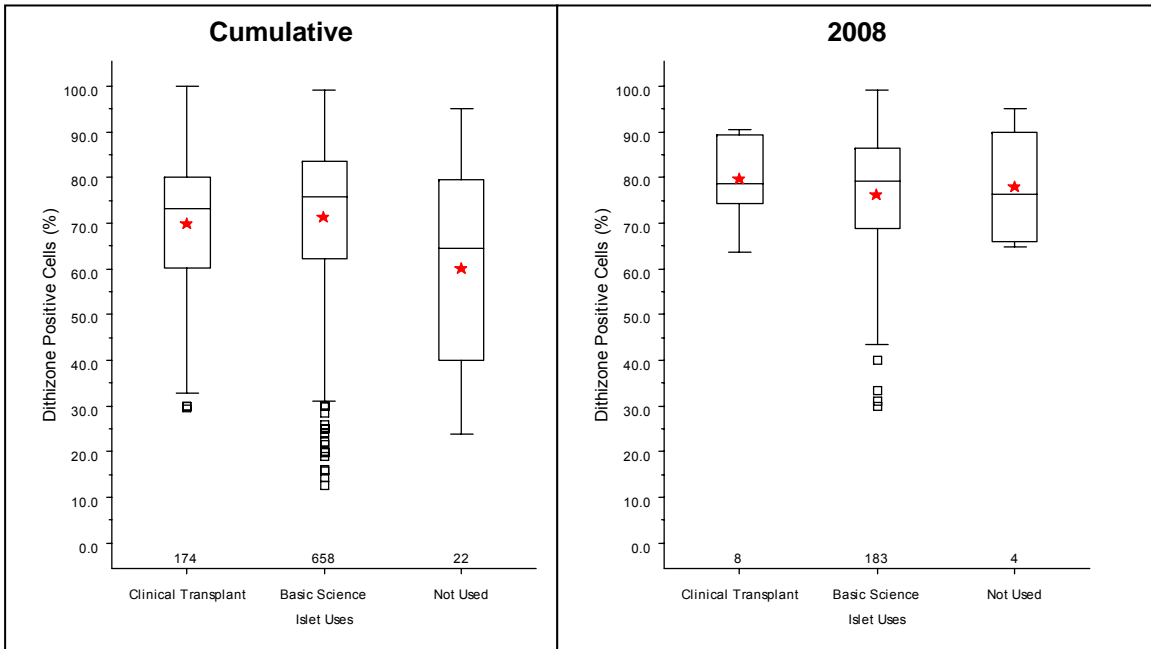 Cumulative
Dithizone Positive Cells (%)
100.0
90.0
80.0
70.0
60.0
50.0
40.0
30.0
20.0
10.0
0.0
174 658 22
Clinical Transplant Basic Science Not Used
Islet Uses
2008
Dithizone Positive Cells (%)
100.0
90.0
80.0
70.0
60.0
50.0
40.0
30.0
20.0
10.0
0.0
8 183 4
Clinical Transplant Basic Science Not Used
Islet Uses